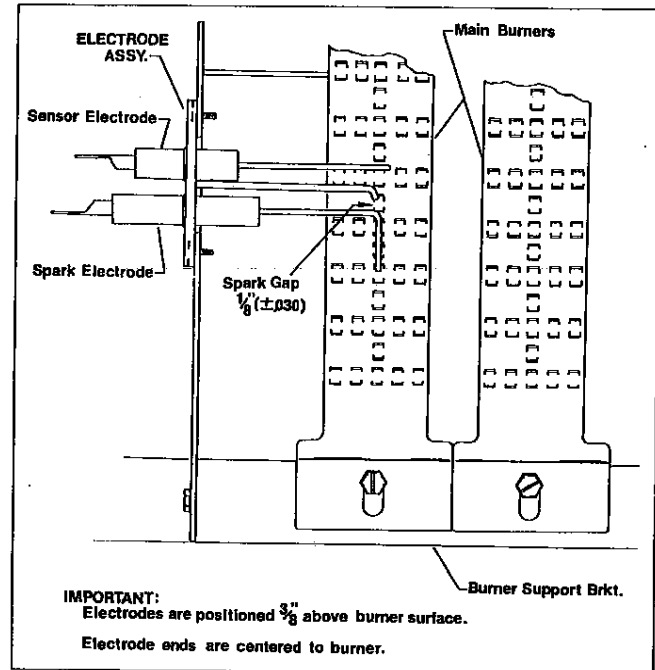 ELECTRODE
ASSY.
Main Burners
Sensor Electrode
Spark Electrode
Spark Gap
1/8"(±.030)
Burner Support Brkt.
IMPORTANT:
Electrodes are positioned 3/8" above burner surface.
Electrode ends are centered to burner.